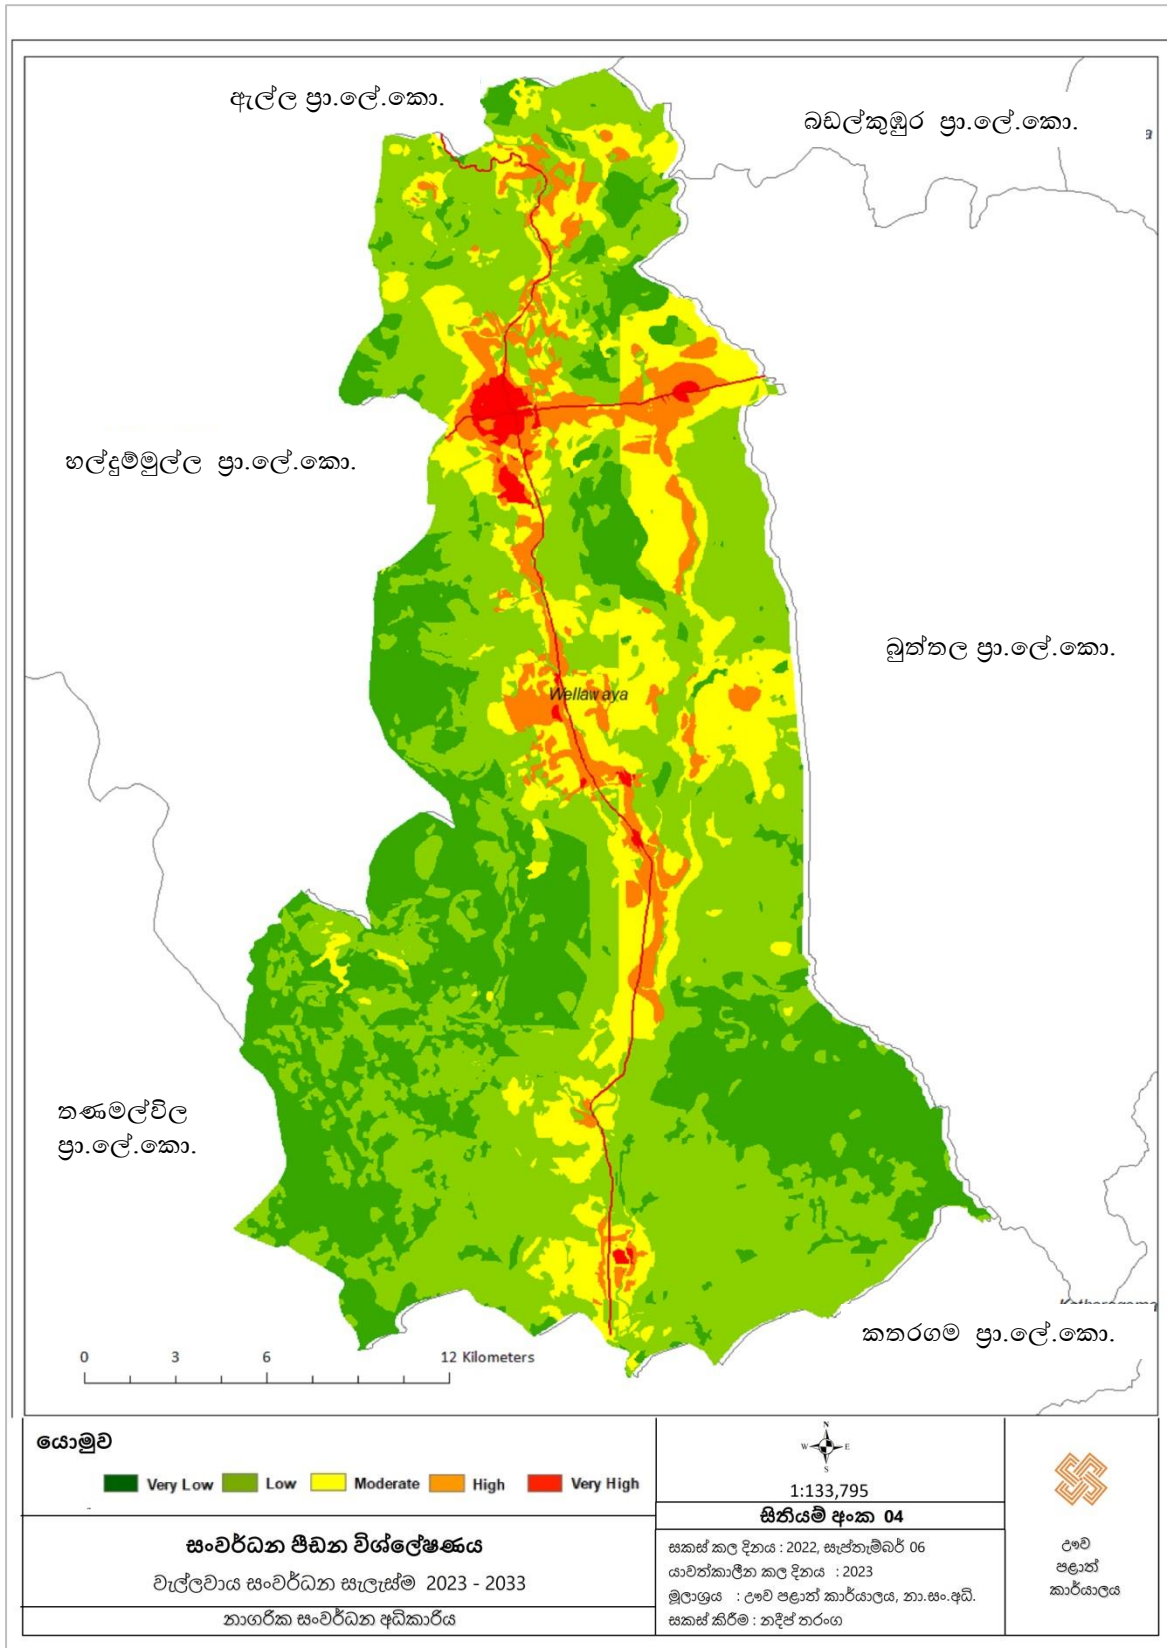 ඇල්ල ප්‍රා.ලේ.කො.
බඩල්කුඹුර ප්‍රා.ලේ.කො.
හල්දුම්මුල්ල ප්‍රා.ලේ.කො.
බුත්තල ප්‍රා.ලේ.කො.
Wellawaya
තණමල්විල
ප්‍රා.ලේ.කො.
කතරගම ප්‍රා.ලේ.කො.
0 3 6 12 Kilometers
යොමුව
Very Low Low Moderate High Very High
සංවර්ධන පීඩන විශ්ලේෂණය
වැල්ලවාය සංවර්ධන සැලැස්ම 2023 - 2033
නාගරික සංවර්ධන අධිකාරිය
N
W E
S
1:133,795
සිතියම් අංක 04
සකස් කල දිනය : 2022, සැප්තැම්බර් 06
යාවත්කාලීන කල දිනය : 2023
මූලාශ්‍රය : ඌව පළාත් කාර්යාලය, නා.සං.අධි.
සකස් කිරීම : නදීප් තරංග
ඌව
පළාත්
කාර්යාලය